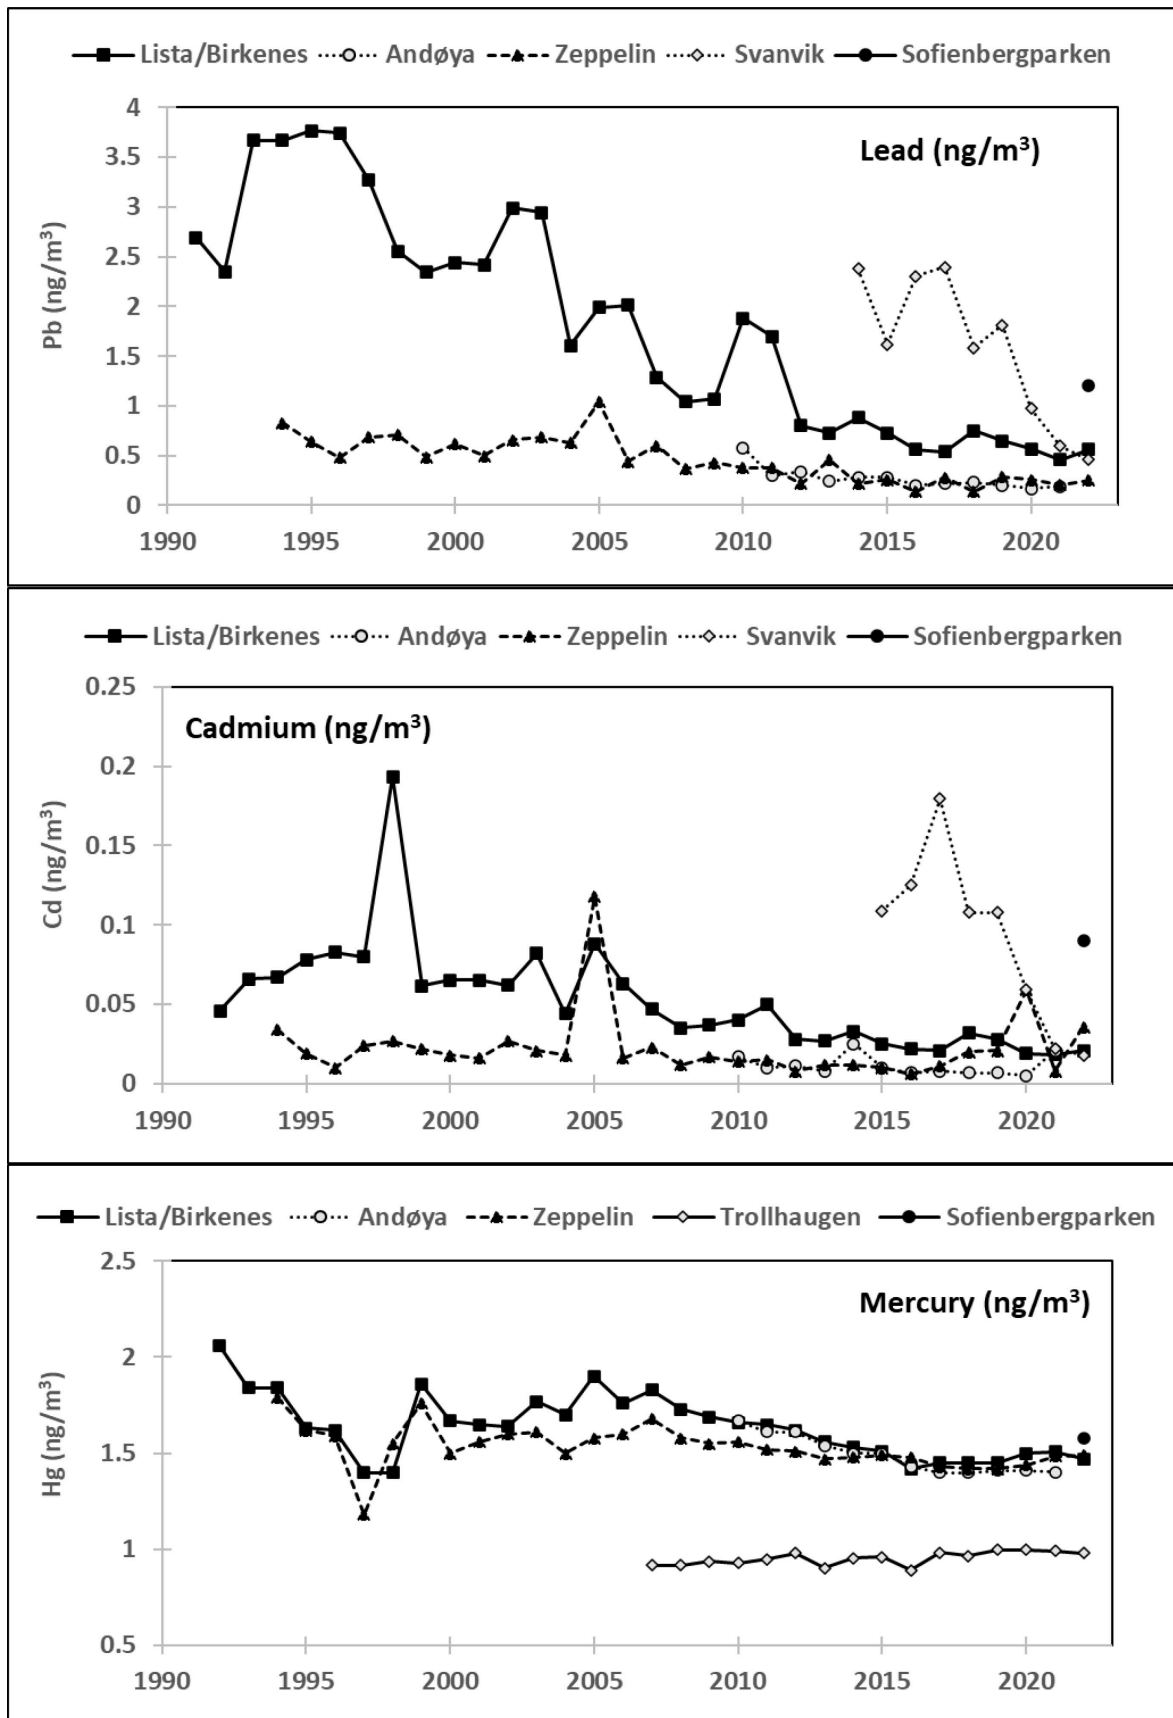 Lista/Birkenes Andøya Zeppelin Svanvik Sofienbergparken
4
Lead (ng/m³)
3.5
3
2.5
2
1.5
1
0.5
0
Pb (ng/m³)
1990 1995 2000 2005 2010 2015 2020
Lista/Birkenes Andøya Zeppelin Svanvik Sofienbergparken
0.25
Cadmium (ng/m³)
0.2
0.15
0.1
0.05
0
Cd (ng/m³)
1990 1995 2000 2005 2010 2015 2020
Lista/Birkenes Andøya Zeppelin Trollhaugen Sofienbergparken
2.5
Mercury (ng/m³)
2
1.5
1
0.5
Hg (ng/m³)
1990 1995 2000 2005 2010 2015 2020